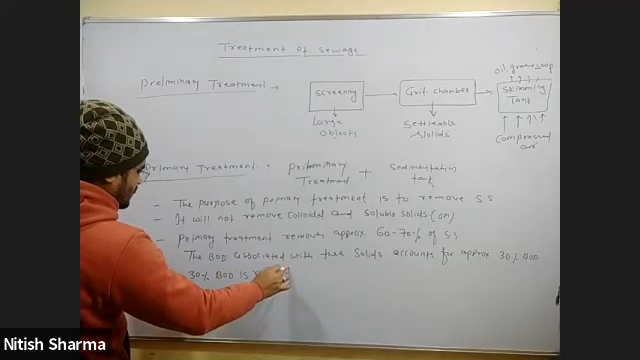 Treatment of sewage
Preliminary Treatment →
Screening
Grit chamber
oil, grease, soap
Skimming
Tank
Large
Objects
Settleable
Solids
Compressed
air
Primary Treatment : Preliminary
Treatment
+
Sedimentation
tank
- The purpose of primary treatment is to remove S.S
- It will not remove colloidal and soluble solids. (OM)
- Primary treatment removes approx 60-70% of S.S
The BOD associated with these Solids accounts for approx 30% BOD
30% BOD is
Nitish Sharma